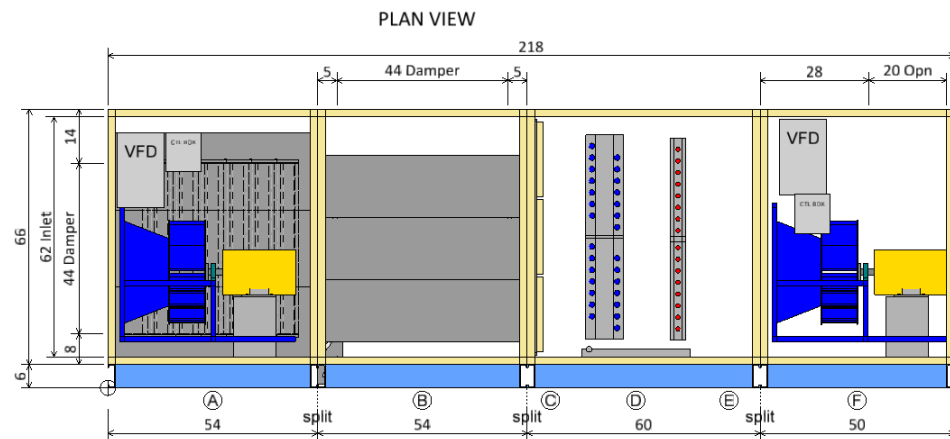 PLAN VIEW
218
5
44 Damper
5
28
20 Opn
66
62 Inlet
14
44 Damper
8
6
VFD
CTL BOX
VFD
CTL BOX
A
B
C
D
E
F
split
split
split
54
54
60
50